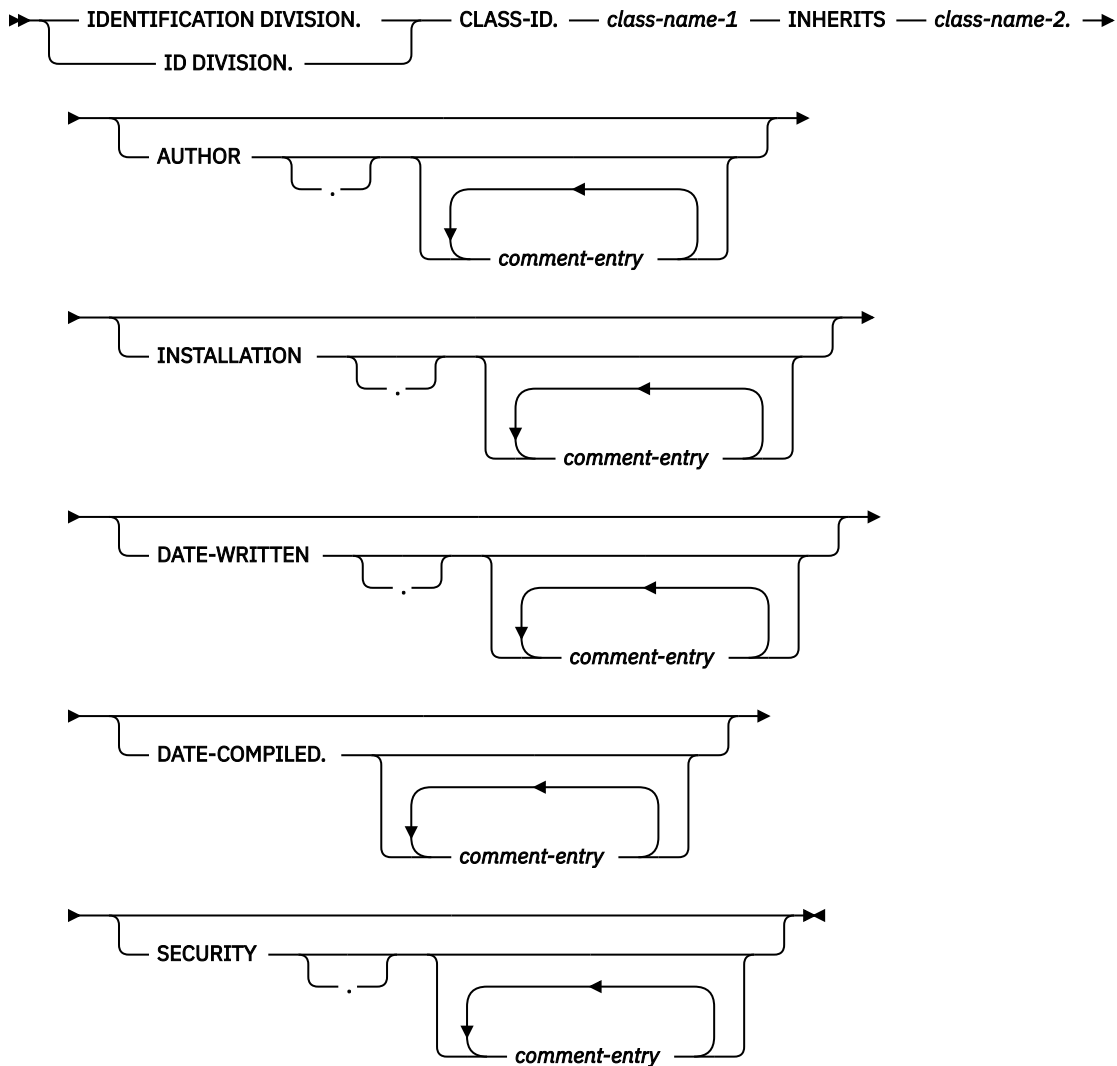 IDENTIFICATION DIVISION. CLASS-ID. class-name-1 INHERITS class-name-2.
ID DIVISION.
AUTHOR
.
comment-entry
INSTALLATION
.
comment-entry
DATE-WRITTEN
.
comment-entry
DATE-COMPILED.
comment-entry
SECURITY
.
comment-entry